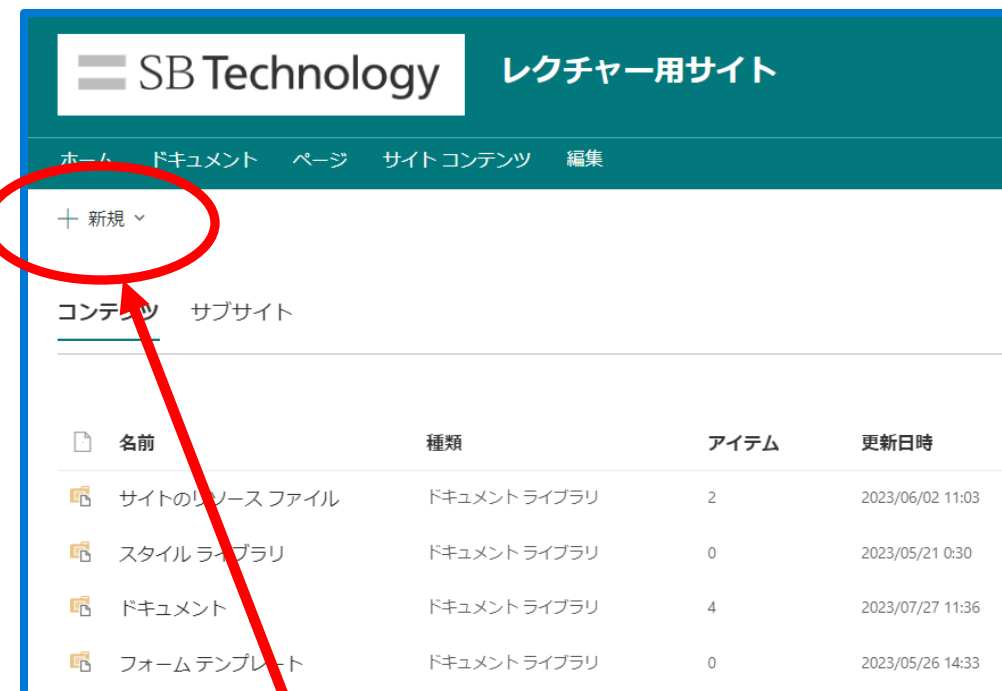 SB Technology レクチャー用サイト
ホーム ドキュメント ページ サイト コンテンツ 編集
新規
コンテンツ サブサイト
名前 種類 アイテム 更新日時
サイトのリソース ファイル ドキュメント ライブラリ 2 2023/06/02 11:03
スタイル ライブラリ ドキュメント ライブラリ 0 2023/05/21 0:30
ドキュメント ドキュメント ライブラリ 4 2023/07/27 11:36
フォーム テンプレート ドキュメント ライブラリ 0 2023/05/26 14:33